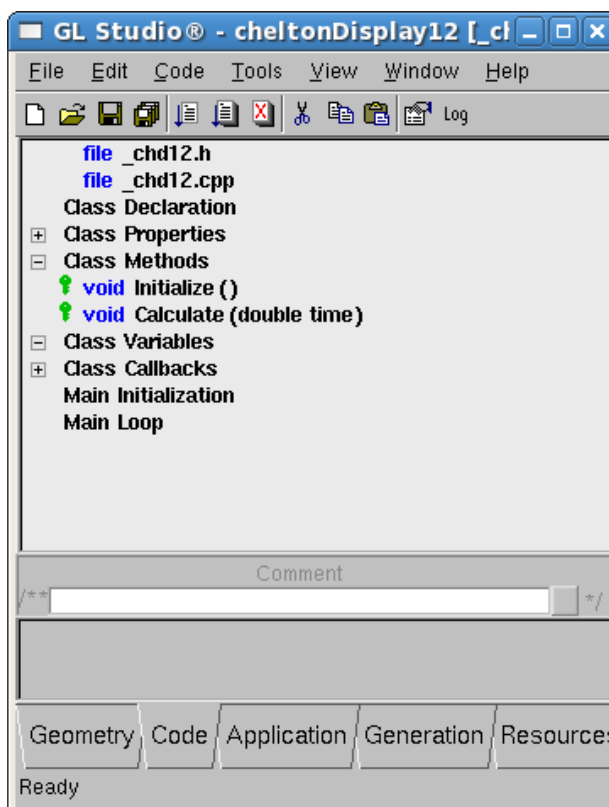 GL Studio® - cheltonDisplay12 [_cl
File Edit Code Tools View Window Help
Log
file _chd12.h
file _chd12.cpp
Class Declaration
Class Properties
Class Methods
void Initialize ()
void Calculate (double time)
Class Variables
Class Callbacks
Main Initialization
Main Loop
Comment
/** */
Geometry Code Application Generation Resources
Ready